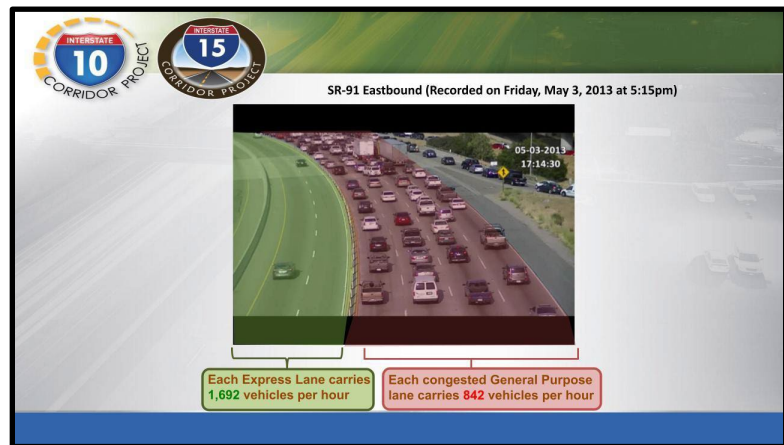 INTERSTATE
10
CORRIDOR PROJECT
INTERSTATE
15
CORRIDOR PROJECT
SR-91 Eastbound (Recorded on Friday, May 3, 2013 at 5:15pm)
05-03-2013
17:14:30
Each Express Lane carries
1,692 vehicles per hour
Each congested General Purpose
lane carries 842 vehicles per hour